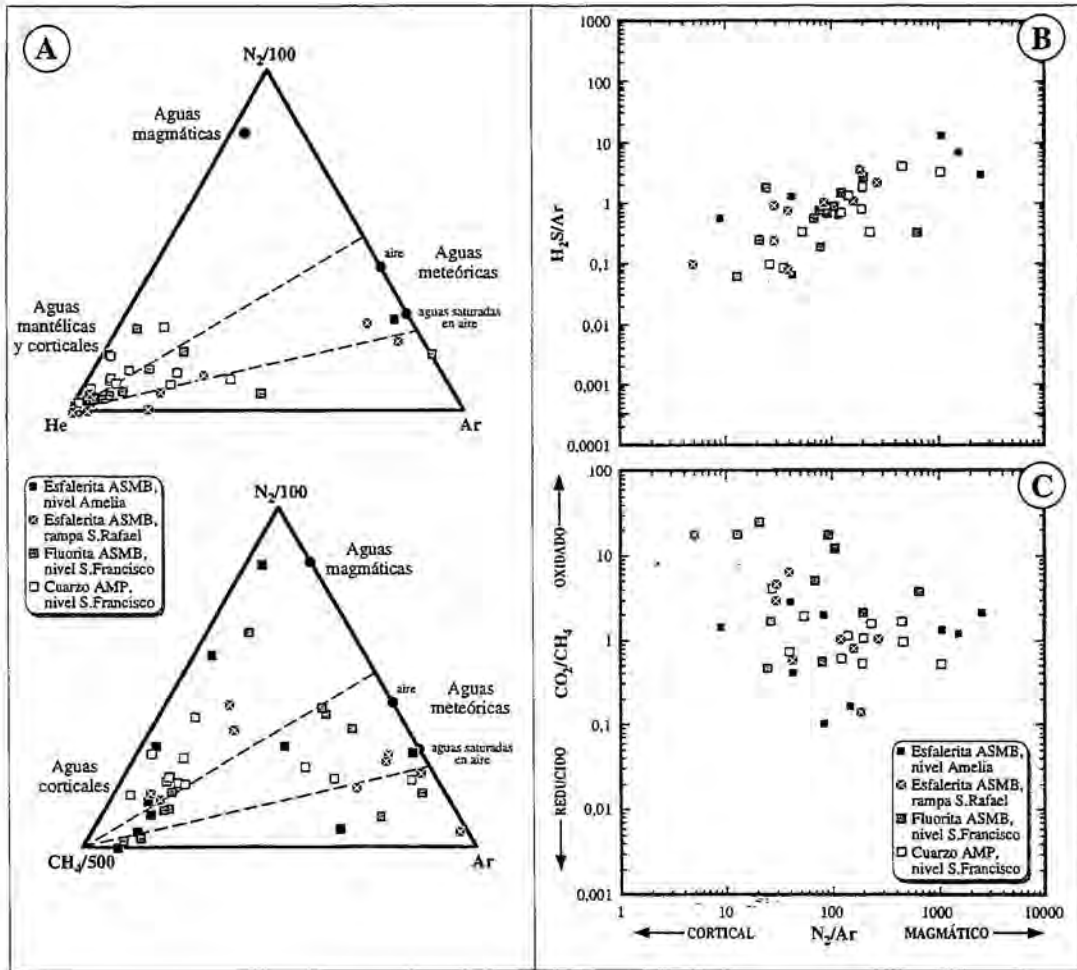 A
N₂/100
Aguas
magmáticas
aire
Aguas
meteóricas
aguas saturadas
en aire
Aguas
mantélicas
y corticales
He
Ar
Esfalerita ASMB,
nivel Amelia
Esfalerita ASMB,
rampa S.Rafael
Fluorita ASMB,
nivel S.Francisco
Cuarzo AMP,
nivel S.Francisco
N₂/100
Aguas
magmáticas
aire
Aguas
meteóricas
aguas saturadas
en aire
Aguas
corticales
CH₄/500
Ar
B
H₂S/Ar
1000
100
10
1
0,1
0,01
0,001
0,0001
C
OXIDADO
CO₂/CH₄
REDUCIDO
100
10
1
0,1
0,01
0,001
Esfalerita ASMB,
nivel Amelia
Esfalerita ASMB,
rampa S.Rafael
Fluorita ASMB,
nivel S.Francisco
Cuarzo AMP,
nivel S.Francisco
1 10 100 1000 10000
CORTICAL N₂/Ar MAGMÁTICO